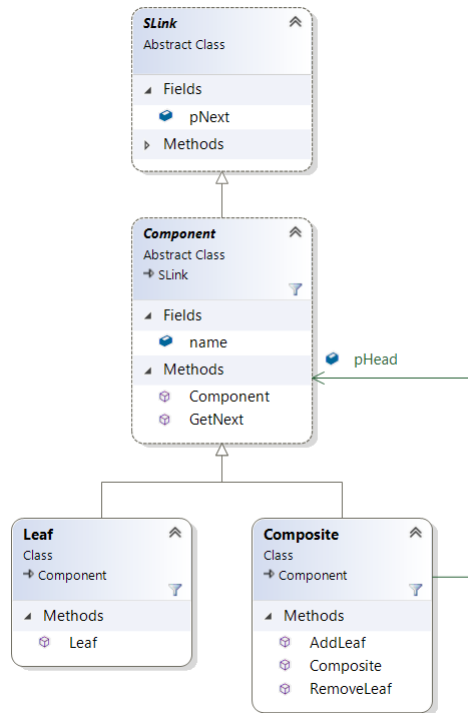 SLink
Abstract Class
Fields
pNext
Methods
Component
Abstract Class
SLink
Fields
name
Methods
Component
GetNext
pHead
Leaf
Class
Component
Methods
Leaf
Composite
Class
Component
Methods
AddLeaf
Composite
RemoveLeaf